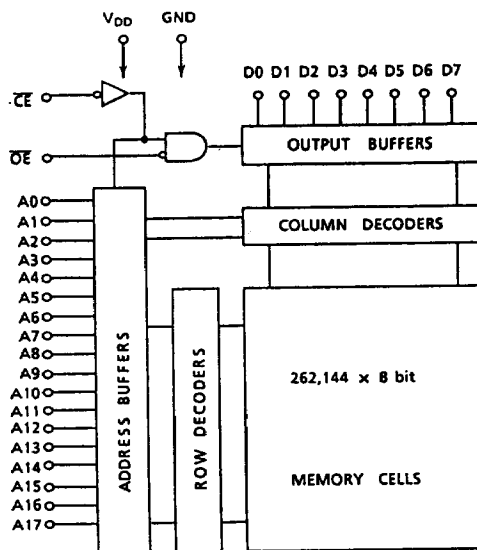 VDD GND
D0 D1 D2 D3 D4 D5 D6 D7
CE
OE
OUTPUT BUFFERS
A0
A1
A2
A3
A4
A5
A6
A7
A8
A9
A10
A11
A12
A13
A14
A15
A16
A17
COLUMN DECODERS
ADDRESS BUFFERS
ROW DECODERS
262,144 x 8 bit
MEMORY CELLS